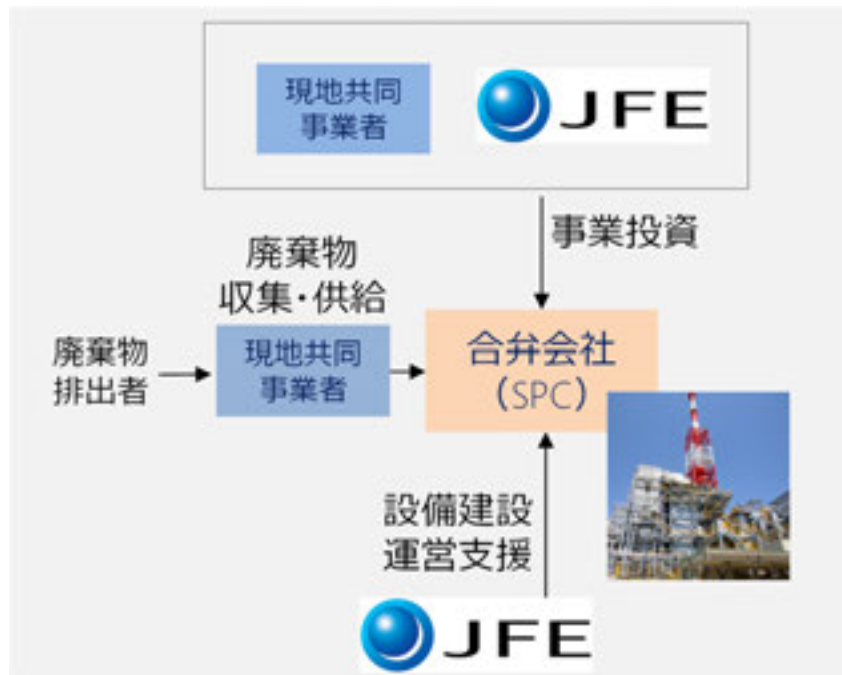 現地共同
事業者
JFE
事業投資
廃棄物
収集・供給
廃棄物
排出者
現地共同
事業者
合弁会社
(SPC)
設備建設
運営支援
JFE